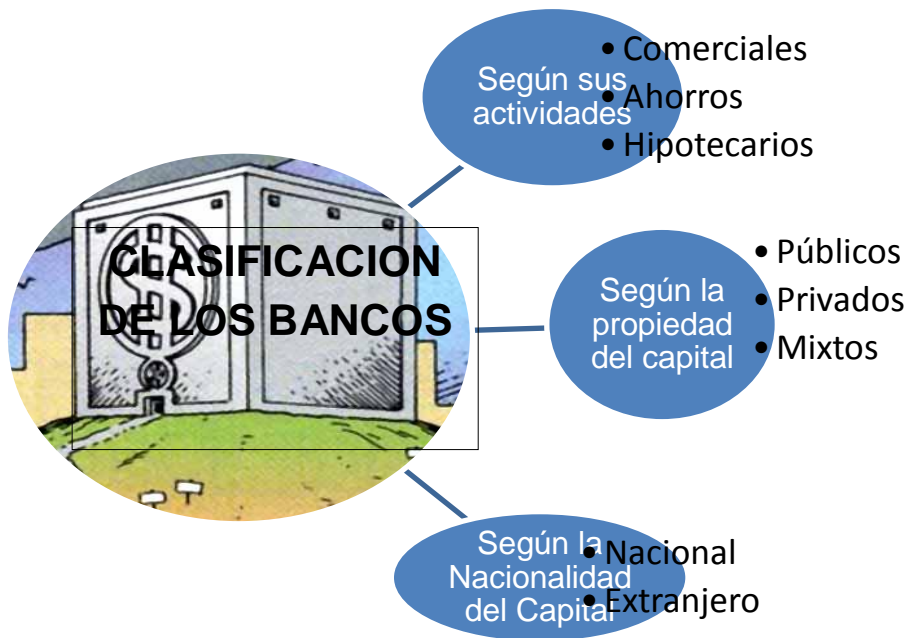 CLASIFICACION
DE LOS BANCOS
Según sus
actividades
• Comerciales
• Ahorros
• Hipotecarios
Según la
propiedad
del capital
• Públicos
• Privados
• Mixtos
Según la
Nacionalidad
del Capital
• Nacional
• Extranjero